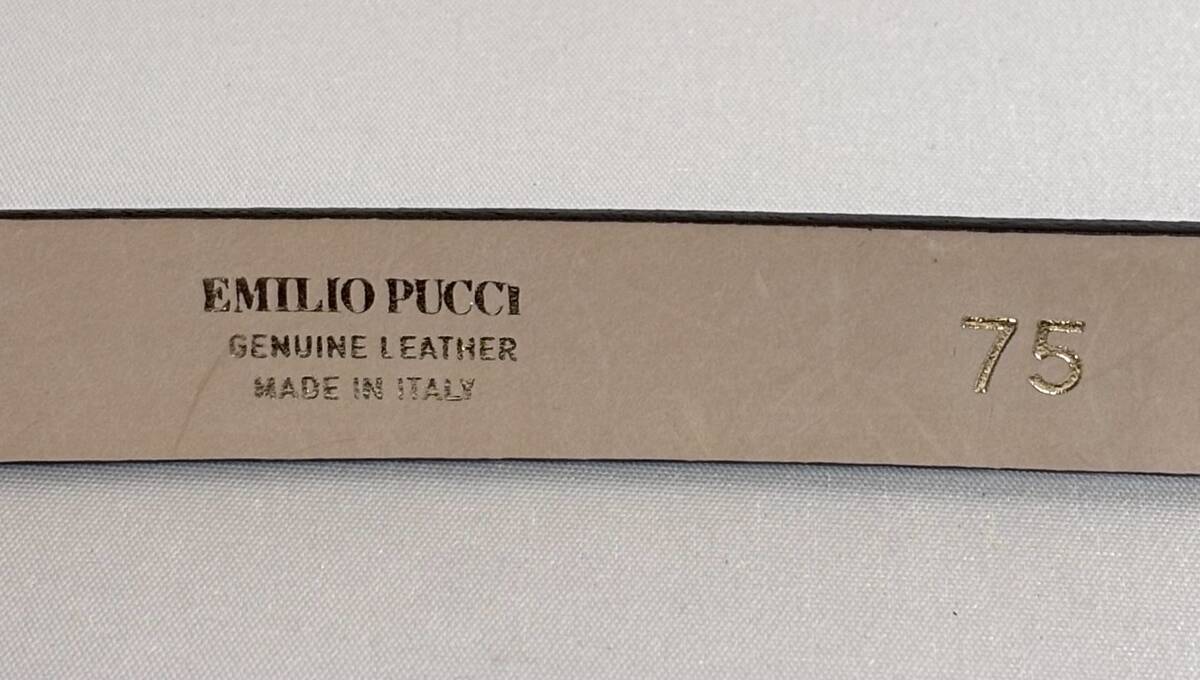 EMILIO PUCCI
GENUINE LEATHER
MADE IN ITALY
75